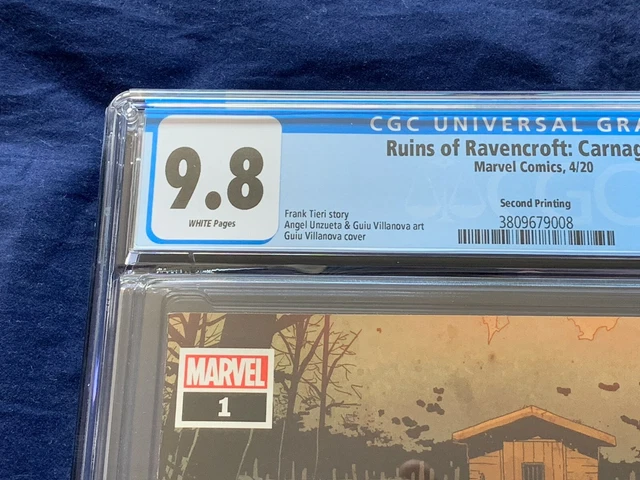 CGC UNIVERSAL GRA
9.8
WHITE Pages
Ruins of Ravencroft: Carnag
Marvel Comics, 4/20
Second Printing
3809679008
Frank Tieri story
Angel Unzueta & Guiu Villanova art
Guiu Villanova cover
MARVEL
1